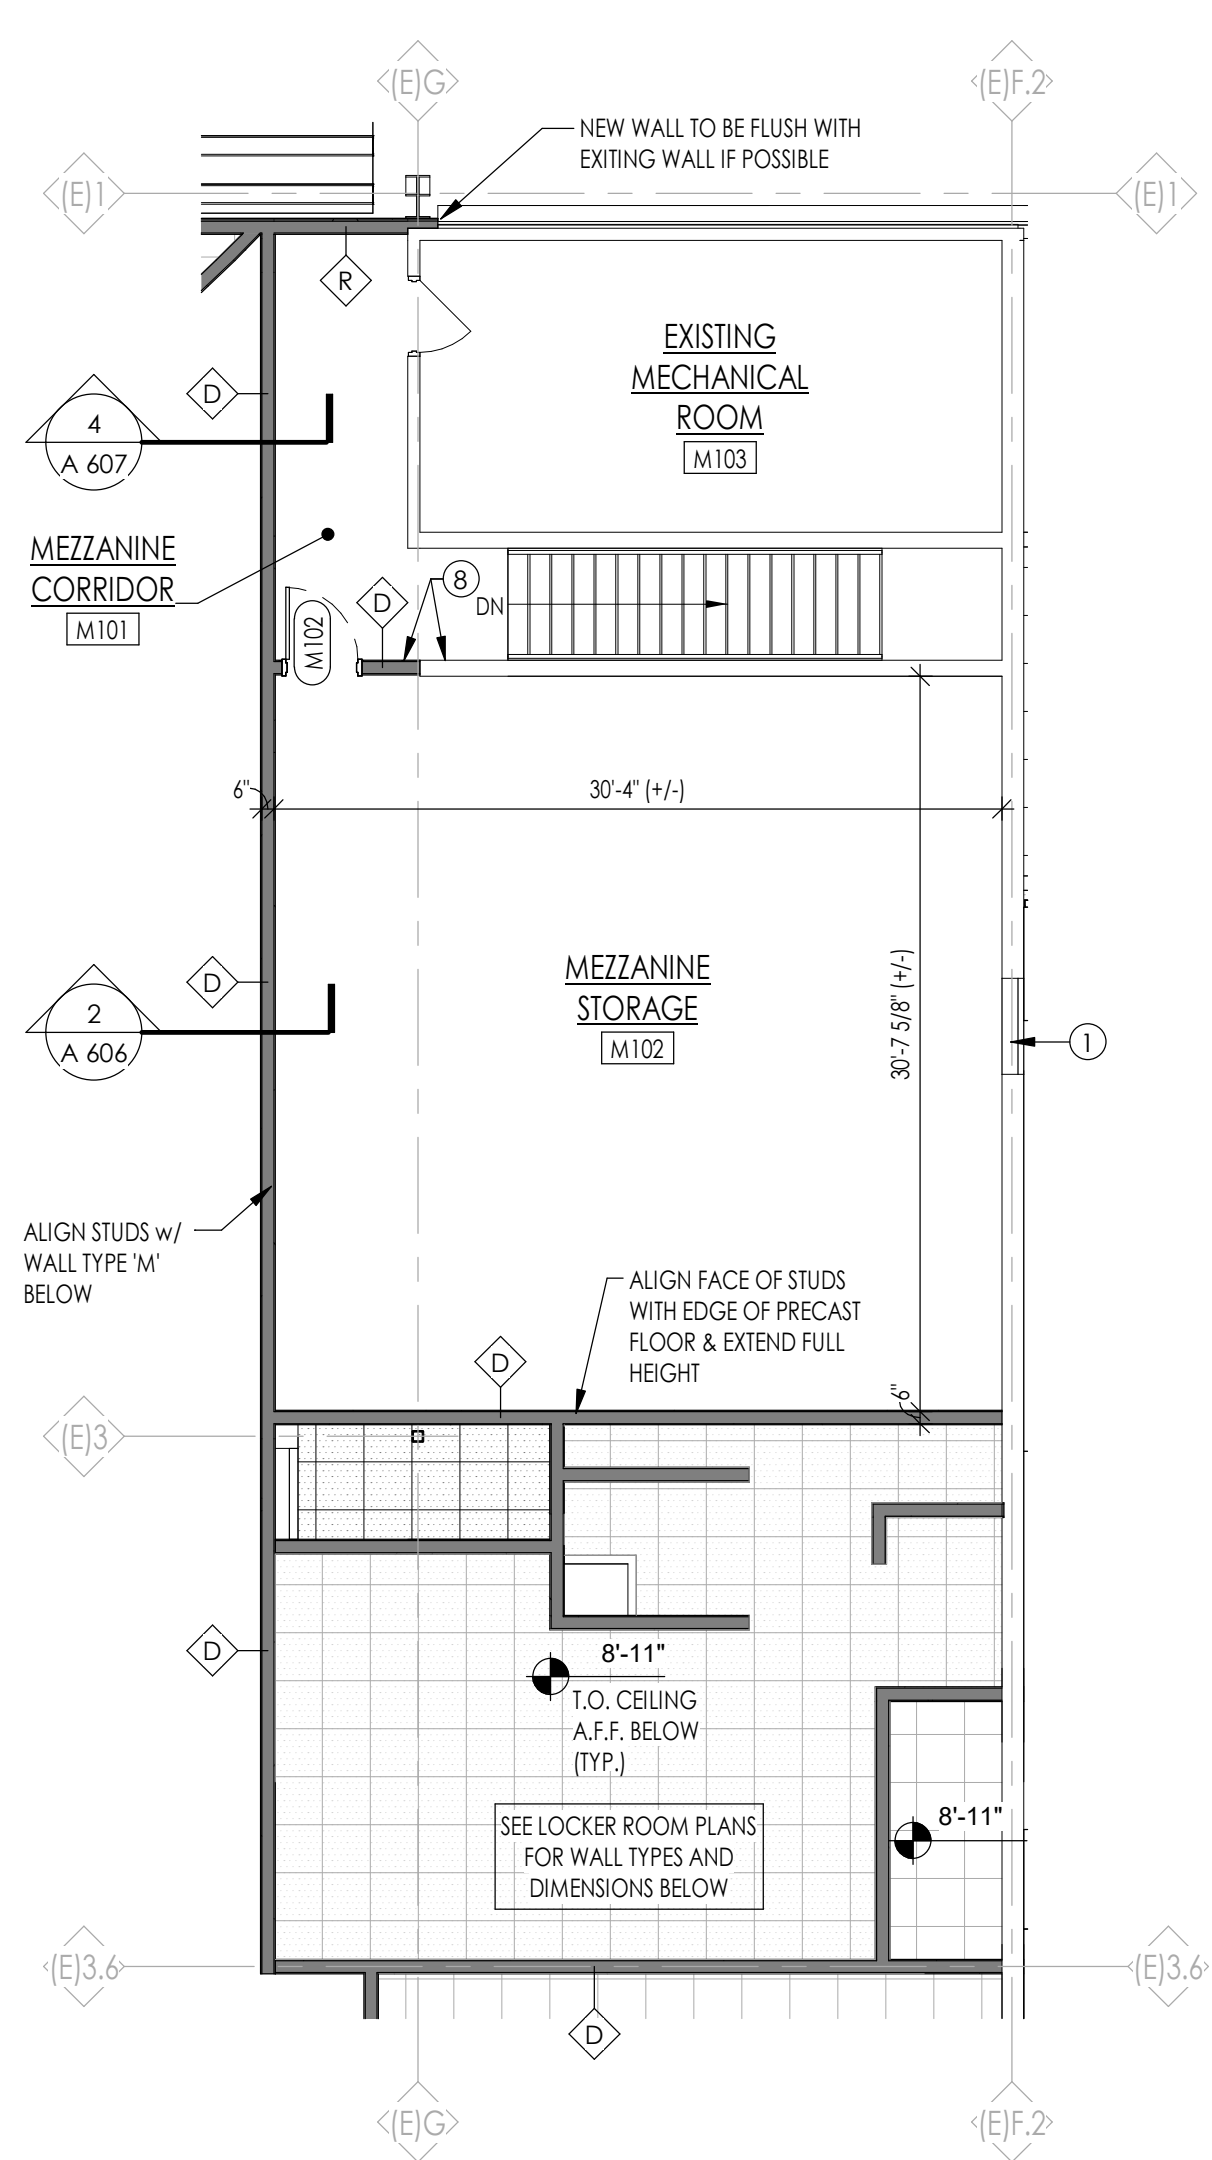 (E)G
(E)F.2
NEW WALL TO BE FLUSH WITH
EXITING WALL IF POSSIBLE
(E)1
(E)1
R
EXISTING
MECHANICAL
ROOM
M103
D
4
A 607
MEZZANINE
CORRIDOR
M101
8
D
DN
M102
6"
30'-4" (+/-)
MEZZANINE
STORAGE
M102
30'-7 5/8" (+/-)
D
2
A 606
1
ALIGN STUDS w/
WALL TYPE 'M'
BELOW
ALIGN FACE OF STUDS
WITH EDGE OF PRECAST
FLOOR & EXTEND FULL
HEIGHT
D
6"
(E)3
D
8'-11"
T.O. CEILING
A.F.F. BELOW
(TYP.)
SEE LOCKER ROOM PLANS
FOR WALL TYPES AND
DIMENSIONS BELOW
8'-11"
(E)3.6
(E)3.6
D
(E)G
(E)F.2